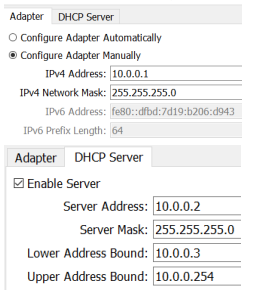 Adapter DHCP Server
Configure Adapter Automatically
Configure Adapter Manually
IPv4 Address: 10.0.0.1
IPv4 Network Mask: 255.255.255.0
IPv6 Address: fe80::dfbd:7d19:b206:d943
IPv6 Prefix Length: 64
Adapter DHCP Server
Enable Server
Server Address: 10.0.0.2
Server Mask: 255.255.255.0
Lower Address Bound: 10.0.0.3
Upper Address Bound: 10.0.0.254